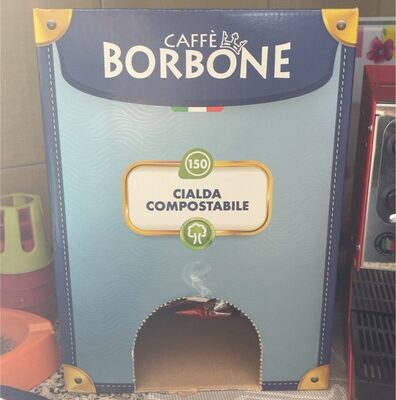 CAFFÈ
BORBONE
150
CIALDA
COMPOSTABILE